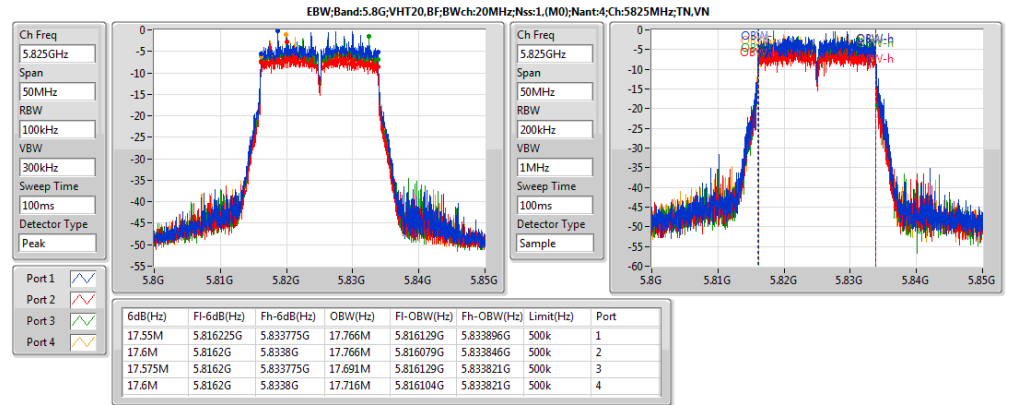 EBW;Band:5.8G;VHT20,BF;BWch:20MHz;Nss:1,(M0);Nant:4;Ch:5825MHz;TN,VN
Ch Freq
5.825GHz
Span
50MHz
RBW
100kHz
VBW
300kHz
Sweep Time
100ms
Detector Type
Peak
0-
-5-
-10-
-15-
-20-
-25-
-30-
-35-
-40-
-45-
-50-
-55-
5.8G 5.81G 5.82G 5.83G 5.84G 5.85G
Ch Freq
5.825GHz
Span
50MHz
RBW
200kHz
VBW
1MHz
Sweep Time
100ms
Detector Type
Sample
0-
-5-
-10-
-15-
-20-
-25-
-30-
-35-
-40-
-45-
-50-
-55-
-60-
OBW-h
OBW-h
5.8G 5.81G 5.82G 5.83G 5.84G 5.85G
Port 1
Port 2
Port 3
Port 4
6dB(Hz) Fl-6dB(Hz) Fh-6dB(Hz) OBW(Hz) Fl-OBW(Hz) Fh-OBW(Hz) Limit(Hz) Port
17.55M 5.816225G 5.833775G 17.766M 5.816129G 5.833896G 500k 1
17.6M 5.8162G 5.8338G 17.766M 5.816079G 5.833846G 500k 2
17.575M 5.8162G 5.833775G 17.691M 5.816129G 5.833821G 500k 3
17.6M 5.8162G 5.8338G 17.716M 5.816104G 5.833821G 500k 4